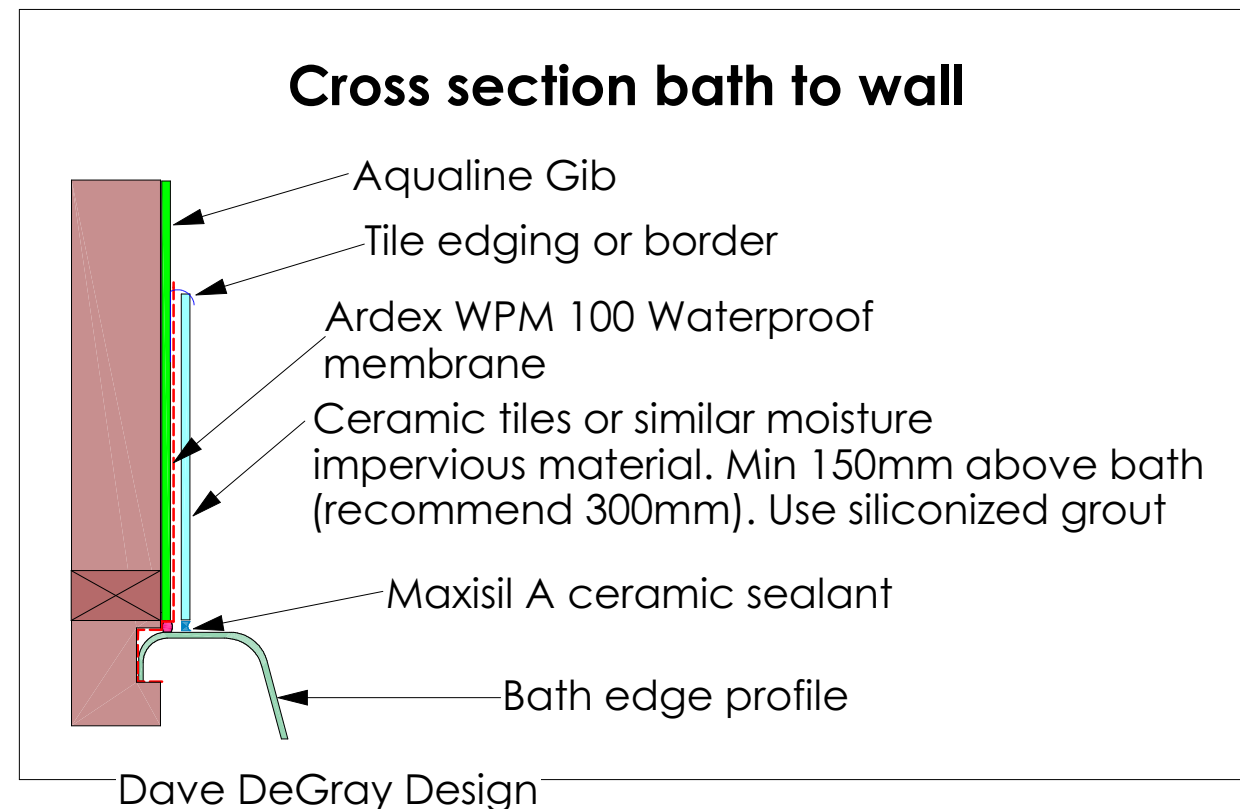 Cross section bath to wall
Aqualine Gib
Tile edging or border
Ardex WPM 100 Waterproof
membrane
Ceramic tiles or similar moisture
impervious material. Min 150mm above bath
(recommend 300mm). Use siliconized grout
Maxisil A ceramic sealant
Bath edge profile
Dave DeGray Design